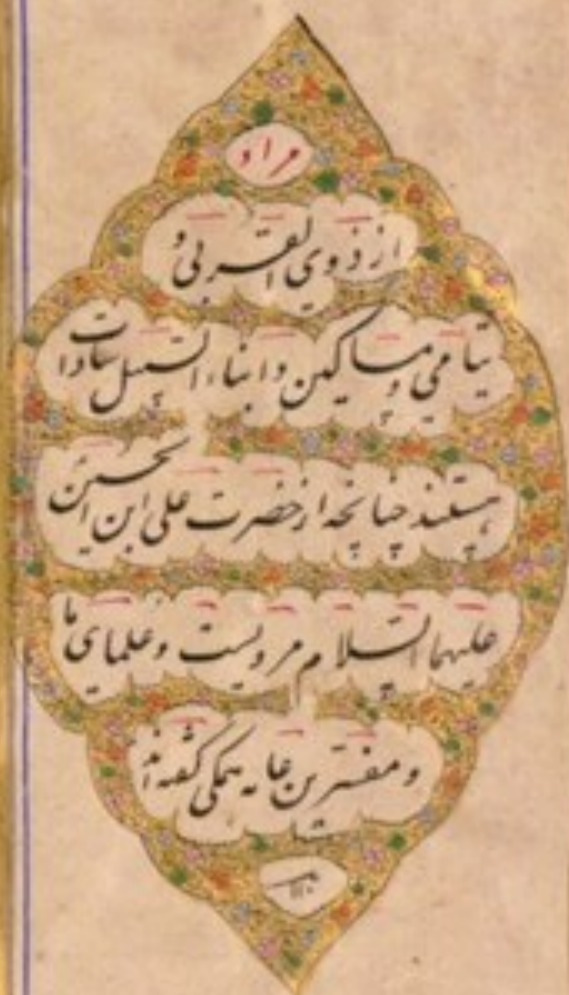 مراد
از ذوی القربی و
یتامی و مساکین و ابناء السبیل سادات
هستند چنانچه از حضرت علی ابن الحسین
علیهما السلام مرویست و علمای ما
و مفسرین عامه همگی گفته‌اند